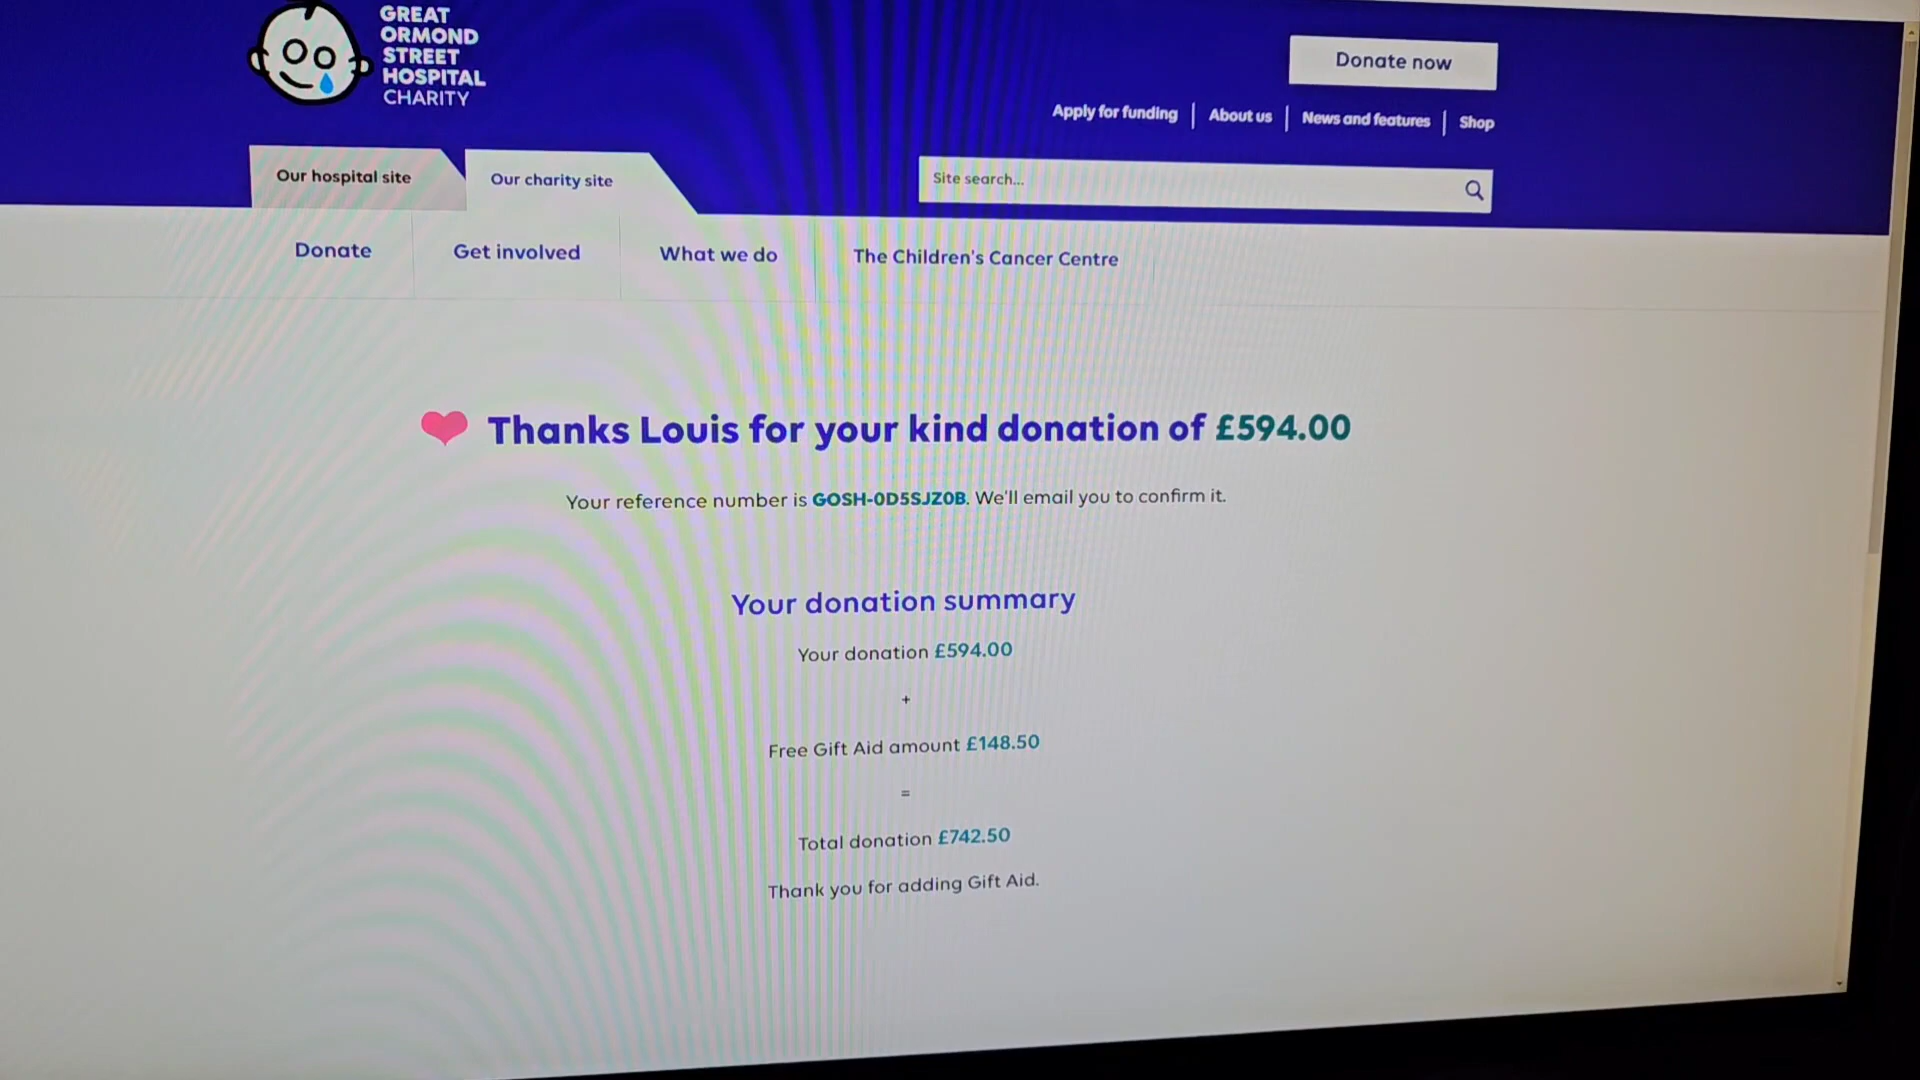 GREAT
ORMOND
STREET
HOSPITAL
CHARITY
Donate now
Apply for funding
About us
News and features
Shop
Our hospital site
Our charity site
Site search...
Donate
Get involved
What we do
The Children's Cancer Centre
Thanks Louis for your kind donation of £594.00
Your reference number is GOSH-0D5SJZ0B. We'll email you to confirm it.
Your donation summary
Your donation £594.00
+
Free Gift Aid amount £148.50
=
Total donation £742.50
Thank you for adding Gift Aid.